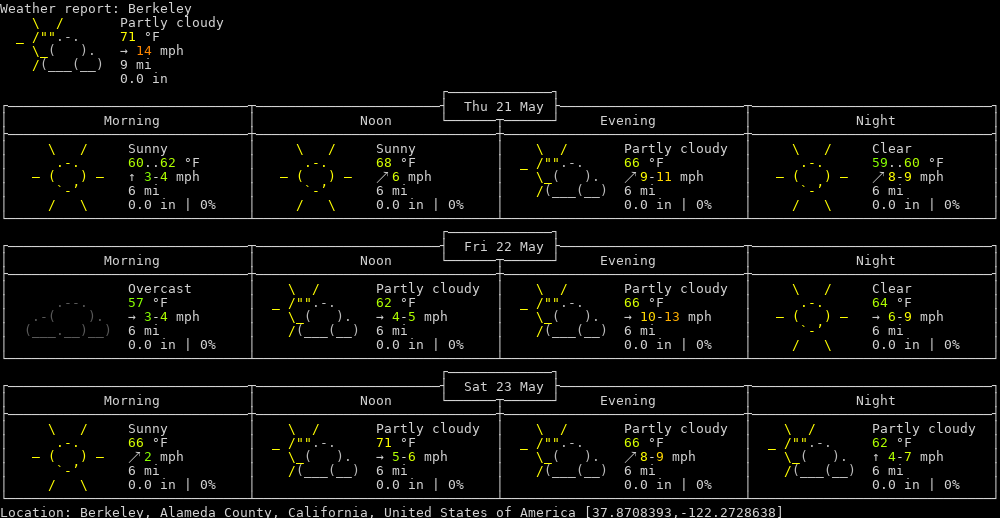 Weather report: Berkeley
Partly cloudy
71 °F
→ 14 mph
9 mi
0.0 in
Thu 21 May
Morning Noon Evening Night
Sunny Sunny Partly cloudy Clear
60..62 °F 68 °F 66 °F 59..60 °F
↑ 3-4 mph ↗ 6 mph ↗ 9-11 mph ↗ 8-9 mph
6 mi 6 mi 6 mi 6 mi
0.0 in | 0% 0.0 in | 0% 0.0 in | 0% 0.0 in | 0%
Fri 22 May
Morning Noon Evening Night
Overcast Partly cloudy Partly cloudy Clear
57 °F 62 °F 66 °F 64 °F
→ 3-4 mph → 4-5 mph → 10-13 mph → 6-9 mph
6 mi 6 mi 6 mi 6 mi
0.0 in | 0% 0.0 in | 0% 0.0 in | 0% 0.0 in | 0%
Sat 23 May
Morning Noon Evening Night
Sunny Partly cloudy Partly cloudy Partly cloudy
66 °F 71 °F 66 °F 62 °F
↗ 2 mph → 5-6 mph ↗ 8-9 mph ↑ 4-7 mph
6 mi 6 mi 6 mi 6 mi
0.0 in | 0% 0.0 in | 0% 0.0 in | 0% 0.0 in | 0%
Location: Berkeley, Alameda County, California, United States of America [37.8708393,-122.2728638]